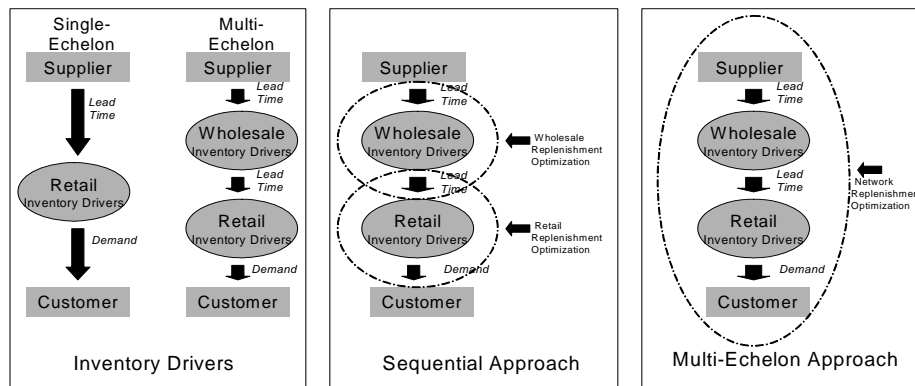 Single-
Echelon
Supplier
Lead
Time
Retail
Inventory Drivers
Demand
Customer
Multi-
Echelon
Supplier
Lead
Time
Wholesale
Inventory Drivers
Lead
Time
Retail
Inventory Drivers
Demand
Customer
Inventory Drivers
Supplier
Lead
Time
Wholesale
Inventory Drivers
Wholesale
Replenishment
Optimization
Lead
Time
Retail
Inventory Drivers
Retail
Replenishment
Optimization
Demand
Customer
Sequential Approach
Supplier
Lead
Time
Wholesale
Inventory Drivers
Lead
Time
Network
Replenishment
Optimization
Retail
Inventory Drivers
Demand
Customer
Multi-Echelon Approach